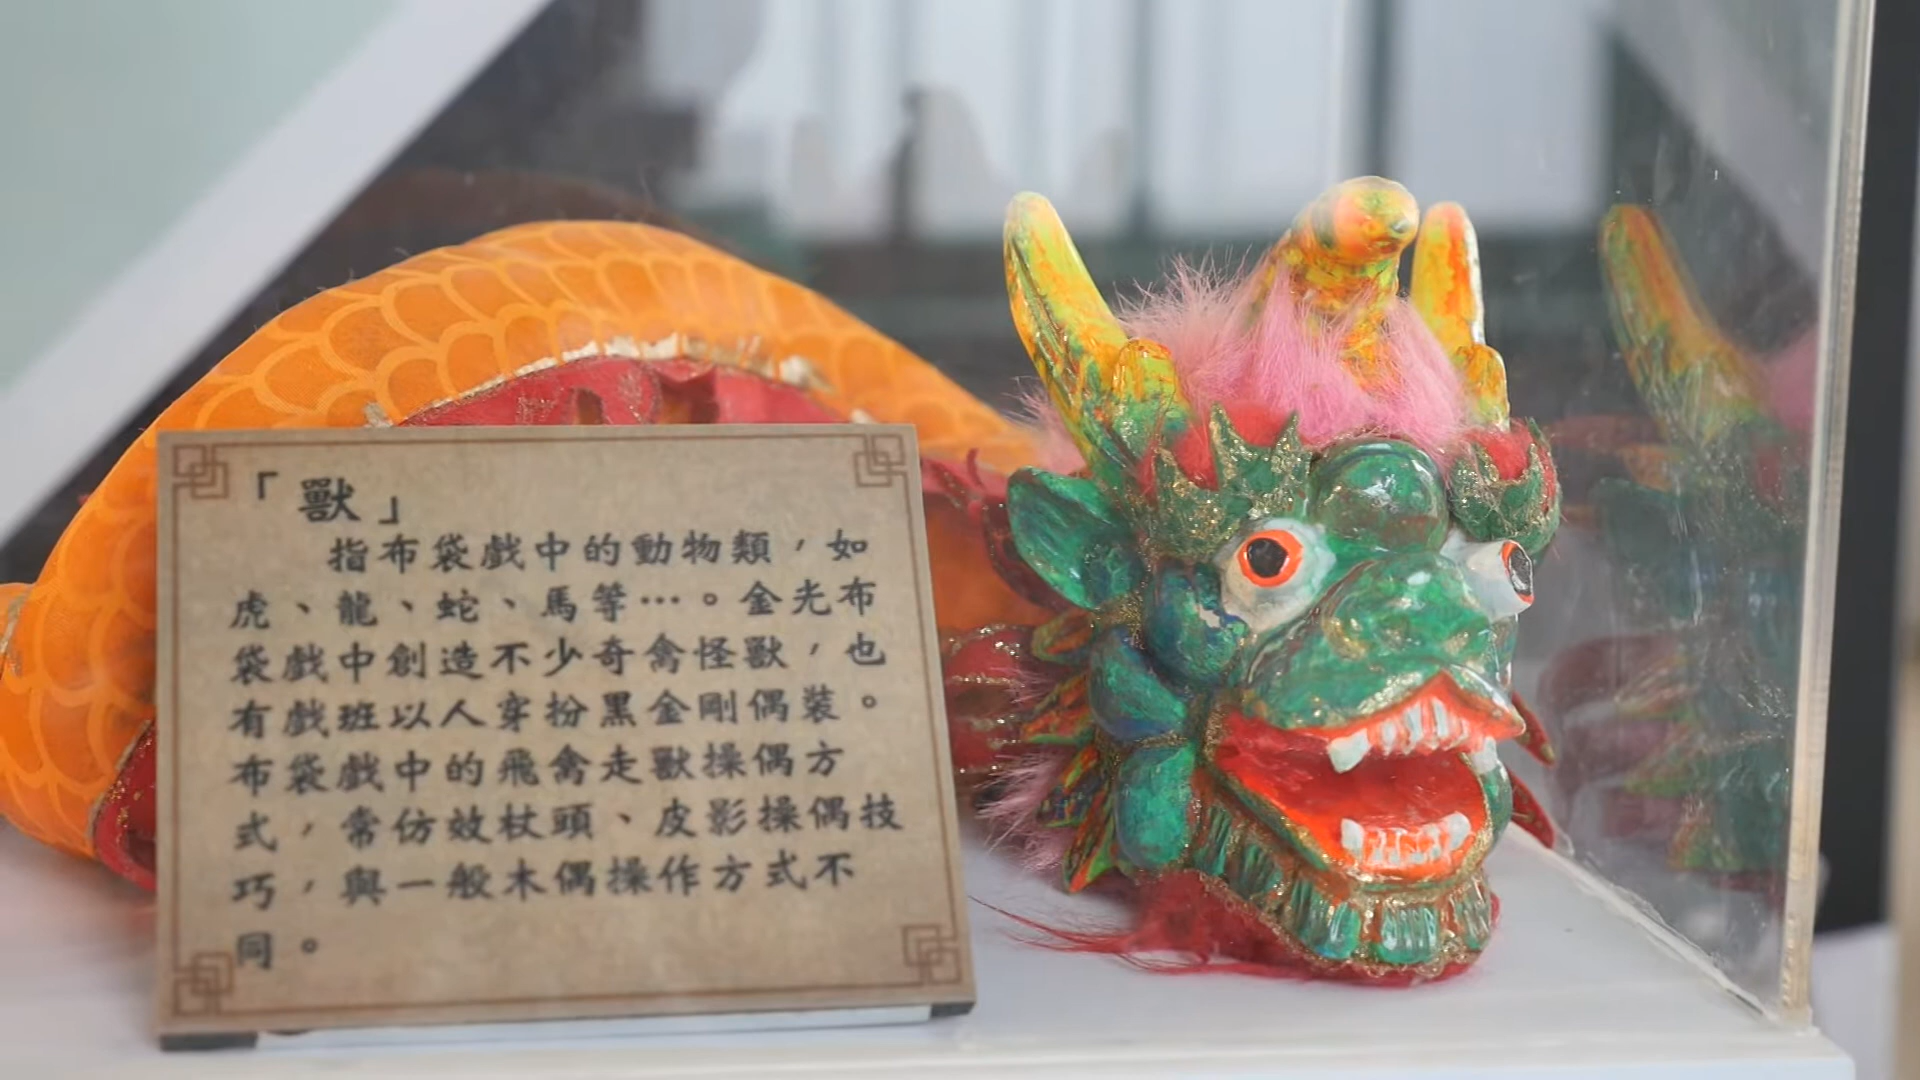 「獸」
指布袋戲中的動物類，如
虎、龍、蛇、馬等…。金光布
袋戲中創造不少奇禽怪獸，也
有戲班以人穿扮黑金剛偶裝。
布袋戲中的飛禽走獸操偶方
式，常仿效杖頭、皮影操偶技
巧，與一般木偶操作方式不
同。